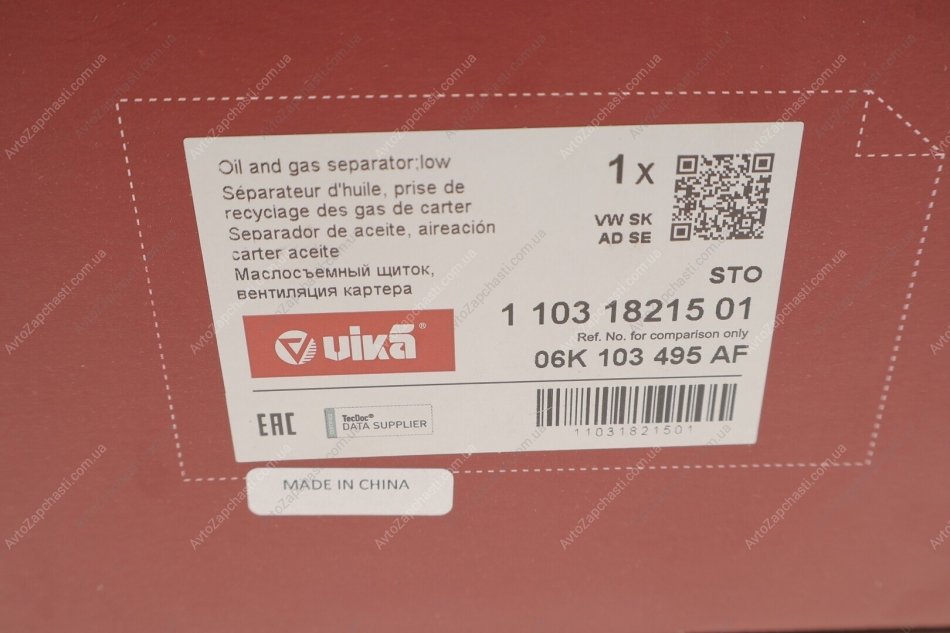 Oil and gas separator;low
Séparateur d'huile, prise de
recyclage des gas de carter
Separador de aceite, aireación
carter aceite
Маслосъемный щиток,
вентиляция картера
1 x
VW SK
AD SE
STO
1 103 18215 01
Ref. No. for comparison only
06K 103 495 AF
vika®
EAC
TecDoc®
DATA SUPPLIER
11031821501
MADE IN CHINA
AvtoZapchasti.com.ua